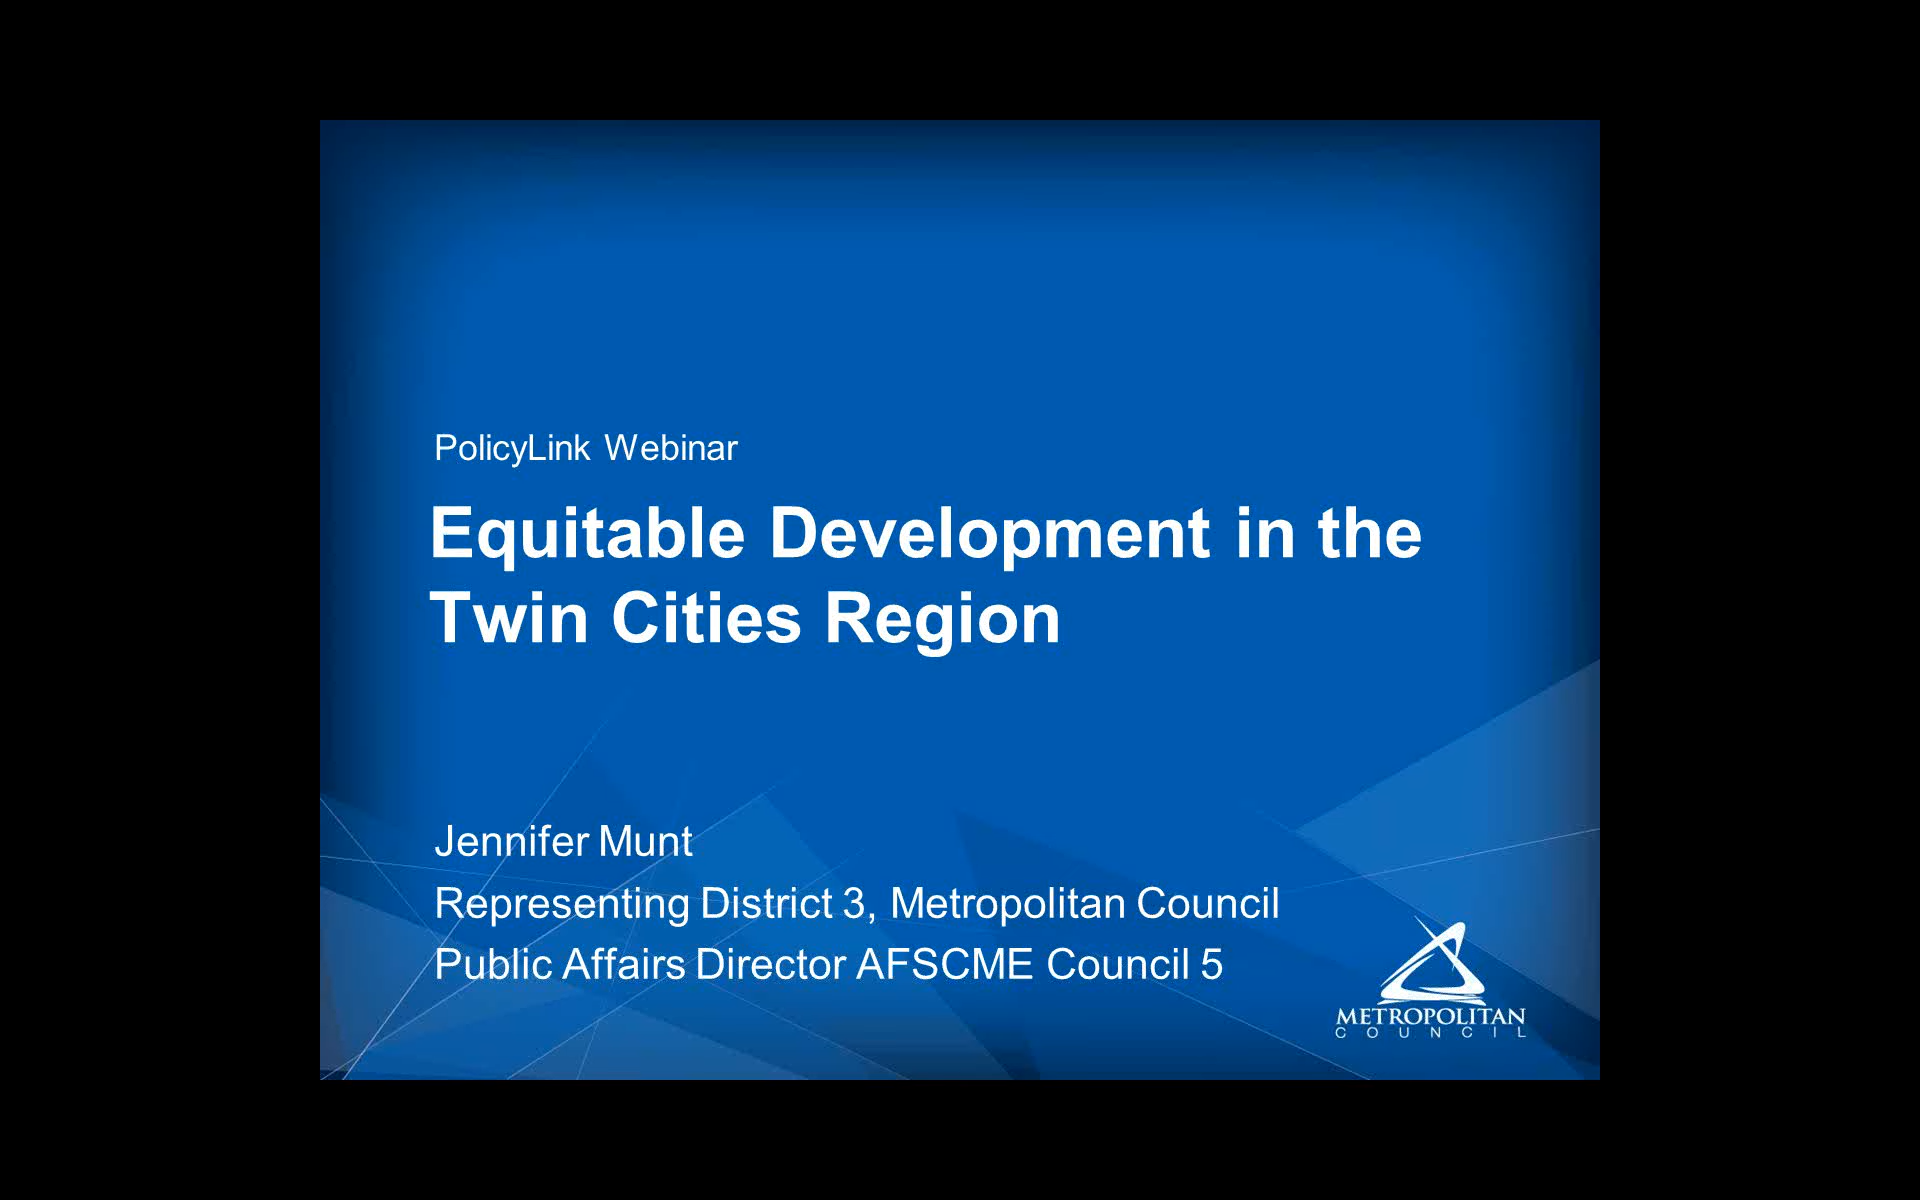 PolicyLink Webinar
Equitable Development in the
Twin Cities Region
Jennifer Munt
Representing District 3, Metropolitan Council
Public Affairs Director AFSCME Council 5
METROPOLITAN
COUNCIL